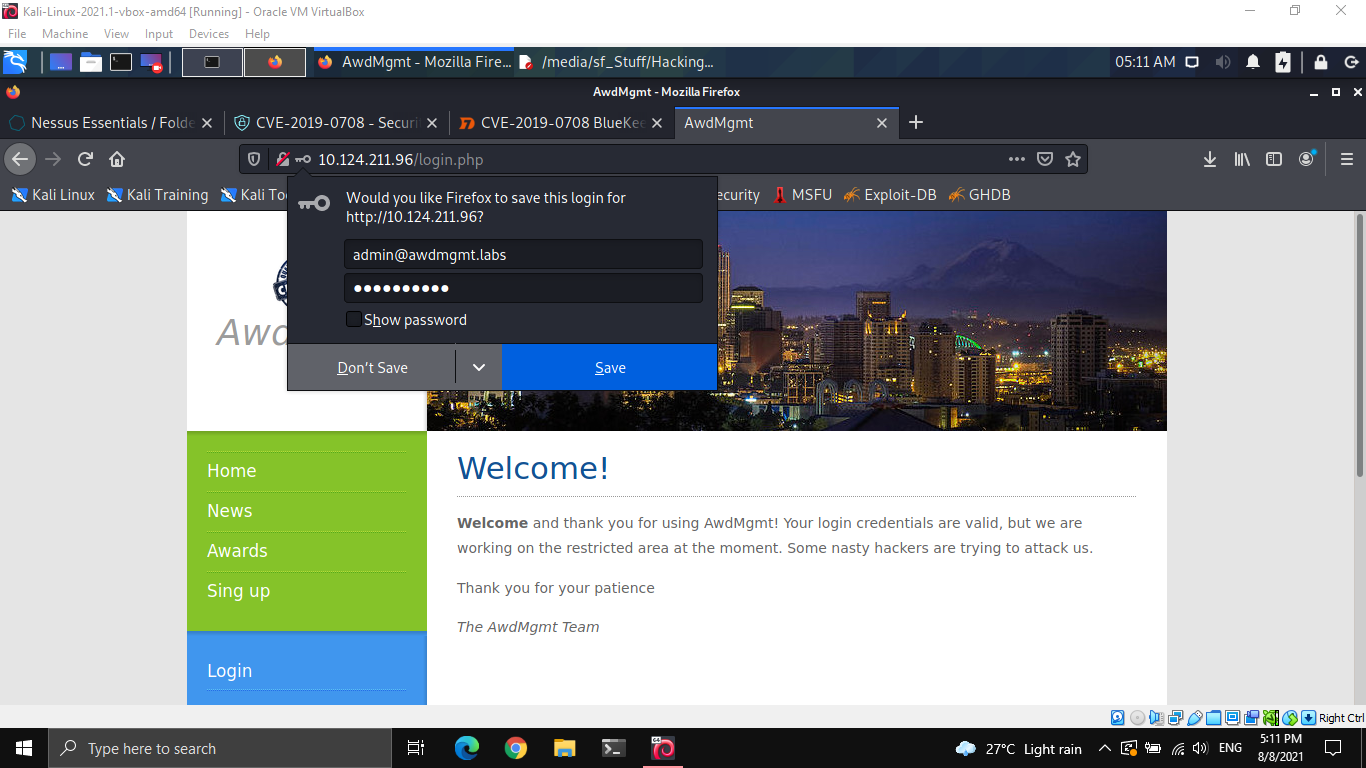 Kali-Linux-2021.1-vbox-amd64 [Running] - Oracle VM VirtualBox
File Machine View Input Devices Help
AwdMgmt - Mozilla Fire... /media/sf_Stuff/Hacking... 05:11 AM
AwdMgmt - Mozilla Firefox
Nessus Essentials / Folde CVE-2019-0708 - Securi CVE-2019-0708 BlueKee AwdMgmt
10.124.211.96/login.php
Kali Linux Kali Training Kali Too ecurity MSFU Exploit-DB GHDB
Would you like Firefox to save this login for
http://10.124.211.96?
admin@awdmgmt.labs
●●●●●●●●●●
Show password
Don't Save Save
Awd
Home
News
Awards
Sing up
Login
Welcome!
Welcome and thank you for using AwdMgmt! Your login credentials are valid, but we are
working on the restricted area at the moment. Some nasty hackers are trying to attack us.
Thank you for your patience
The AwdMgmt Team
Right Ctrl
Type here to search
27°C Light rain ENG 5:11 PM
8/8/2021